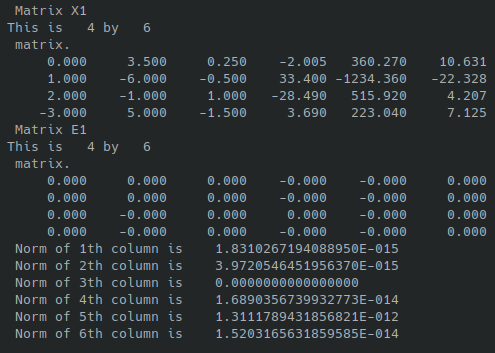 Matrix X1
This is   4 by   6
matrix.
0.000     3.500     0.250    -2.005   360.270    10.631
1.000    -6.000    -0.500    33.400 -1234.360   -22.328
2.000    -1.000     1.000   -28.490   515.920     4.207
-3.000     5.000    -1.500     3.690   223.040     7.125
Matrix E1
This is   4 by   6
matrix.
0.000     0.000     0.000    -0.000    -0.000     0.000
0.000     0.000     0.000    -0.000     0.000     0.000
0.000    -0.000     0.000     0.000    -0.000     0.000
0.000    -0.000     0.000    -0.000    -0.000     0.000
Norm of 1th column is    1.8310267194088950E-015
Norm of 2th column is    3.9720546451956370E-015
Norm of 3th column is    0.0000000000000000
Norm of 4th column is    1.6890356739932773E-014
Norm of 5th column is    1.3111789431856821E-012
Norm of 6th column is    1.5203165631859585E-014